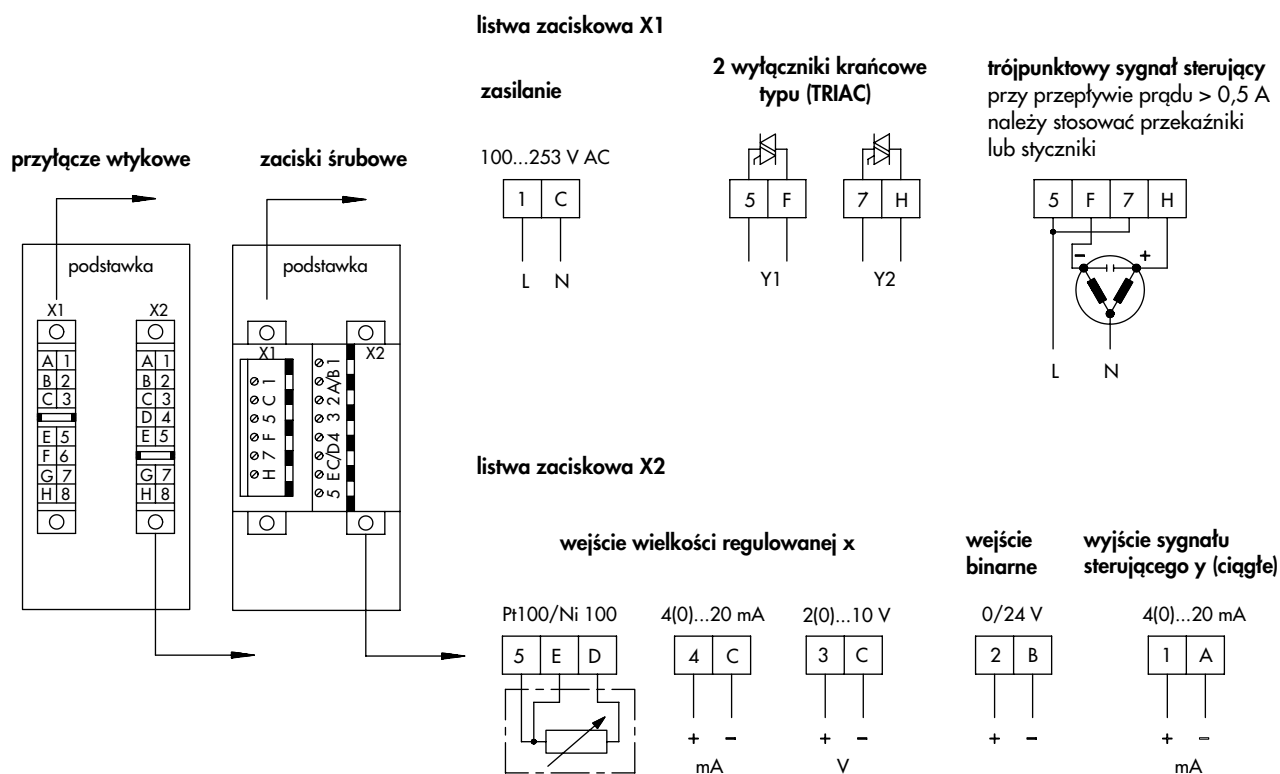 listwa zaciskowa X1
zasilanie
100...253 V AC
1 C
L N
2 wyłączniki krańcowe
typu (TRIAC)
5 F
7 H
Y1
Y2
trójpunktowy sygnał sterujący
przy przepływie prądu > 0,5 A
należy stosować przekaźniki
lub styczniki
5 F 7 H
– +
L N
przyłącze wtykowe
podstawka
X1
A 1
B 2
C 3
E 5
F 6
G 7
H 8
X2
A 1
B 2
C 3
D 4
E 5
G 7
H 8
zaciski śrubowe
podstawka
X1
H 7 F 5 C 1
X2
5 EC/D4 3 2A/B 1
listwa zaciskowa X2
wejście wielkości regulowanej x
Pt100/Ni 100
5 E D
4(0)...20 mA
4 C
+ –
mA
2(0)...10 V
3 C
+ –
V
wejście
binarne
0/24 V
2 B
+ –
wyjście sygnału
sterującego y (ciągłe)
4(0)...20 mA
1 A
+ =
mA